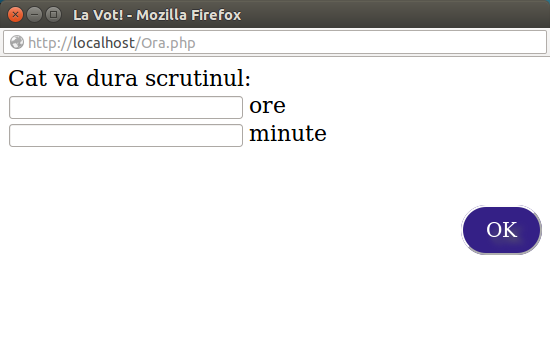 La Vot! - Mozilla Firefox
http://localhost/Ora.php
Cat va dura scrutinul:
ore
minute
OK